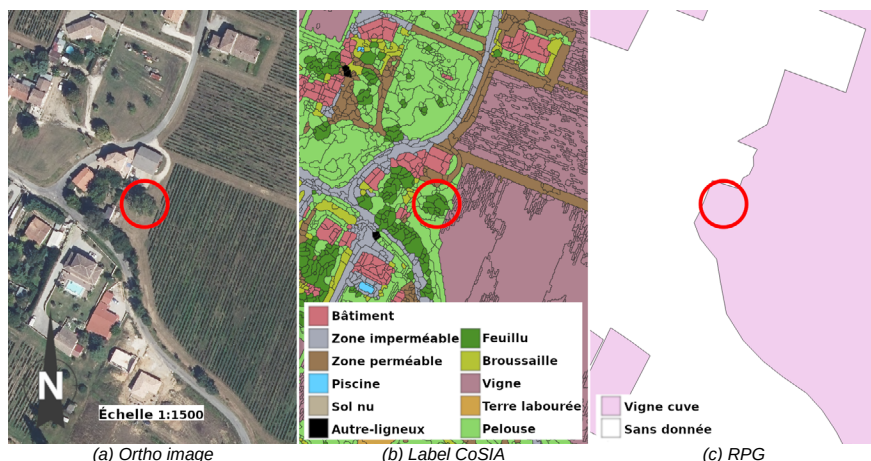 N
Échelle 1:1500
Bâtiment
Zone imperméable
Zone perméable
Piscine
Sol nu
Autre-ligneux
Feuillu
Broussaille
Vigne
Terre labourée
Pelouse
Vigne cuve
Sans donnée
(a) Ortho image
(b) Label CoSIA
(c) RPG